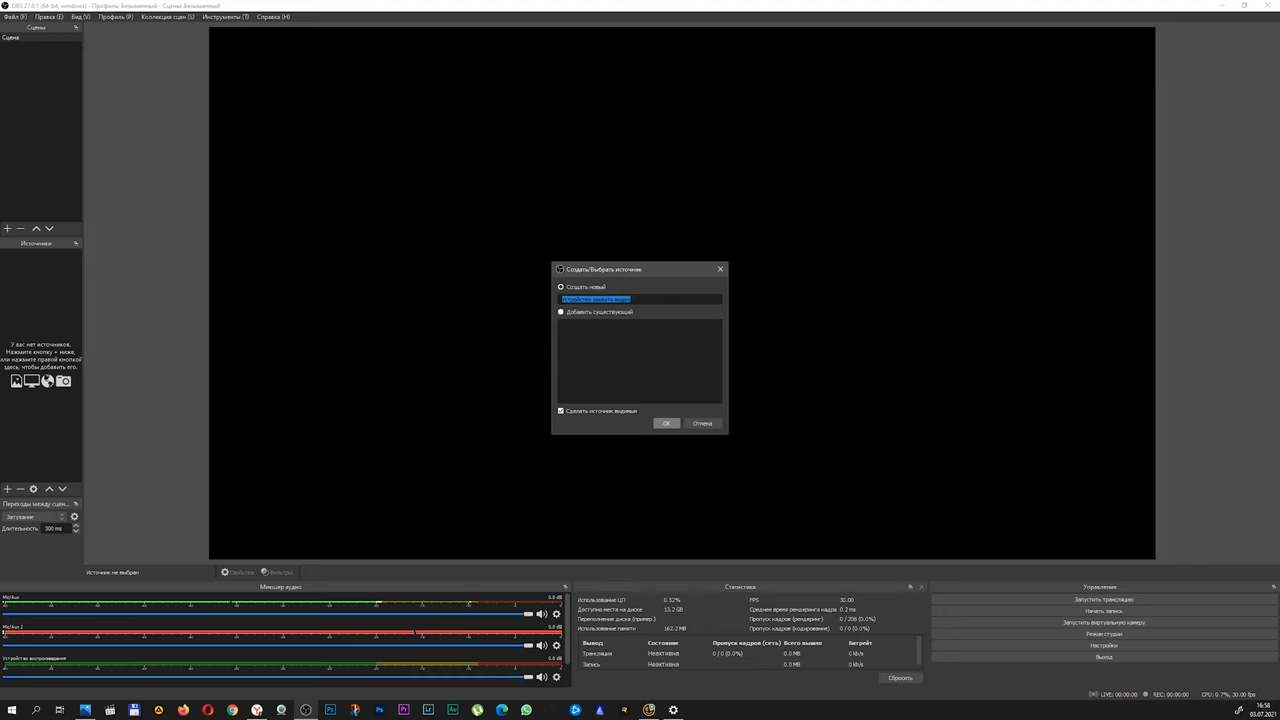 OBS 27.0.1 (64-bit, windows) - Профиль: Безымянный - Сцены: Безымянный
Файл (F) Правка (E) Вид (V) Профиль (P) Коллекция сцен (S) Инструменты (T) Справка (H)
Сцены
Сцена
Создать/Выбрать источник
Создать новый
Устройство захвата видео
Добавить существующий
Сделать источник видимым
OK Отмена
Источники
У вас нет источников.
Нажмите кнопку + ниже,
или нажмите правой кнопкой
здесь, чтобы добавить его.
Переходы между сцен...
Затухание
Длительность 300 ms
Источник не выбран Свойства Фильтры
Микшер аудио
Mic/Aux 0.0 dB
Mic/Aux 2 0.0 dB
Устройство воспроизведения 0.0 dB
Статистика
Использование ЦП 0.52% FPS 30.00
Доступно места на диске 13.2 GB Среднее время рендеринга кадра 0.2 ms
Переполнение диска (пример.) Пропуск кадров (рендеринг) 0 / 208 (0.0%)
Использование памяти 162.2 MB Пропуск кадров (кодирование) 0 / 0 (0.0%)
Вывод Состояние Пропуск кадров (сеть) Всего вышло Битрейт
Трансляция Неактивна 0 / 0 (0.0%) 0.0 MB 0 kb/s
Запись Неактивна 0.0 MB 0 kb/s
Сбросить
Управление
Запустить трансляцию
Начать запись
Запустить виртуальную камеру
Режим студии
Настройки
Выход
LIVE: 00:00:00 REC: 00:00:00 CPU: 0.7%, 30.00 fps
16:58
03.07.2021